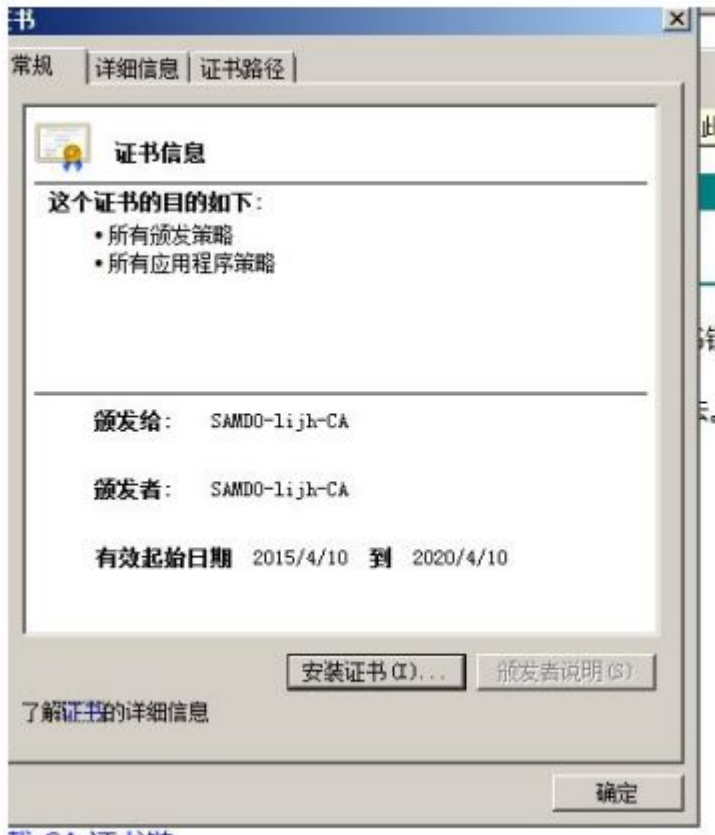 书
常规 详细信息 证书路径
证书信息
这个证书的目的如下:
•所有颁发策略
•所有应用程序策略
颁发给: SAMDO-lijh-CA
颁发者: SAMDO-lijh-CA
有效起始日期 2015/4/10 到 2020/4/10
安装证书(I)... 颁发者说明(S)
了解证书的详细信息
确定